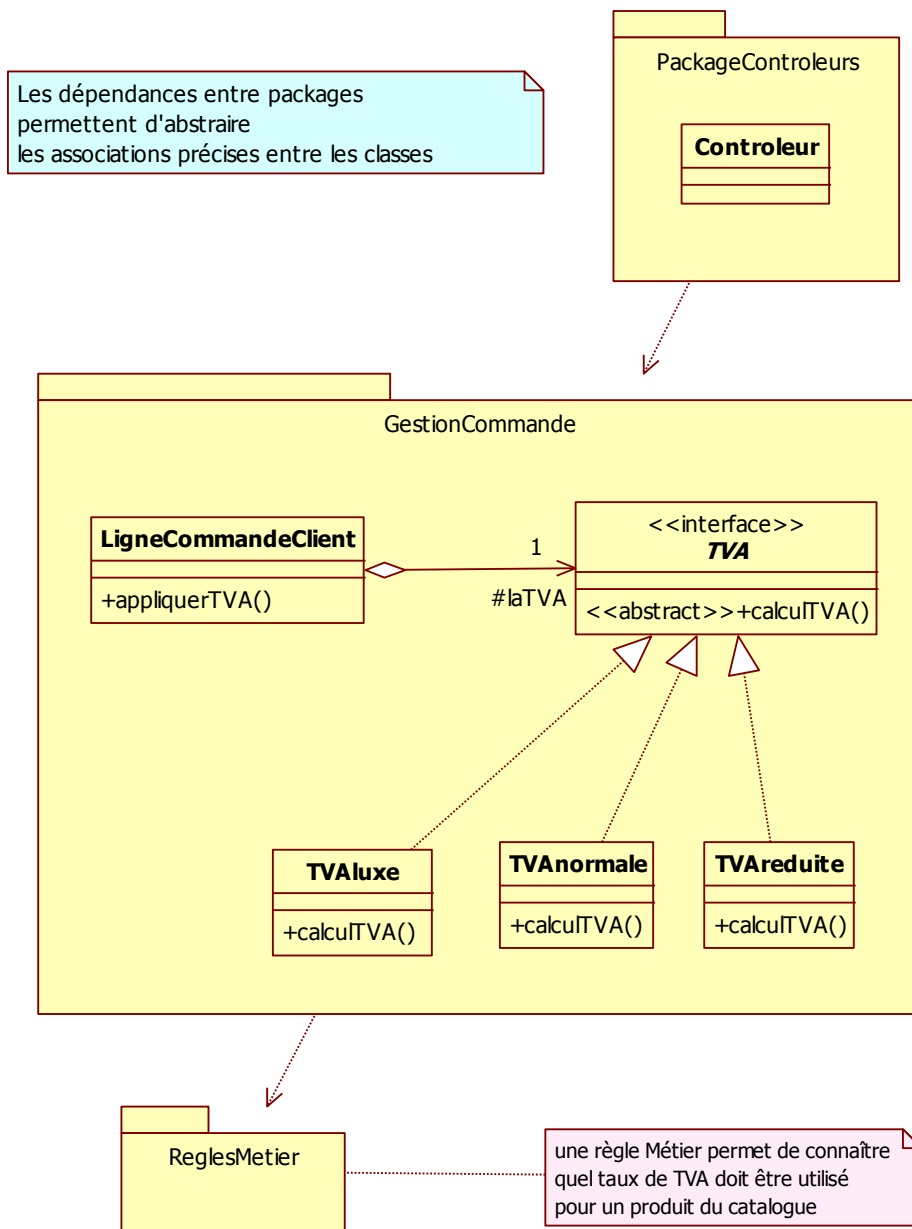 PackageControleurs
Les dépendances entre packages
permettent d'abstraire
les associations précises entre les classes
Controleur
GestionCommande
LigneCommandeClient
+appliquerTVA()
1
#laTVA
<<interface>>
TVA
<<abstract>>+calculTVA()
TVAluxe
+calculTVA()
TVAnormale
+calculTVA()
TVAreduite
+calculTVA()
ReglesMetier
une règle Métier permet de connaître
quel taux de TVA doit être utilisé
pour un produit du catalogue